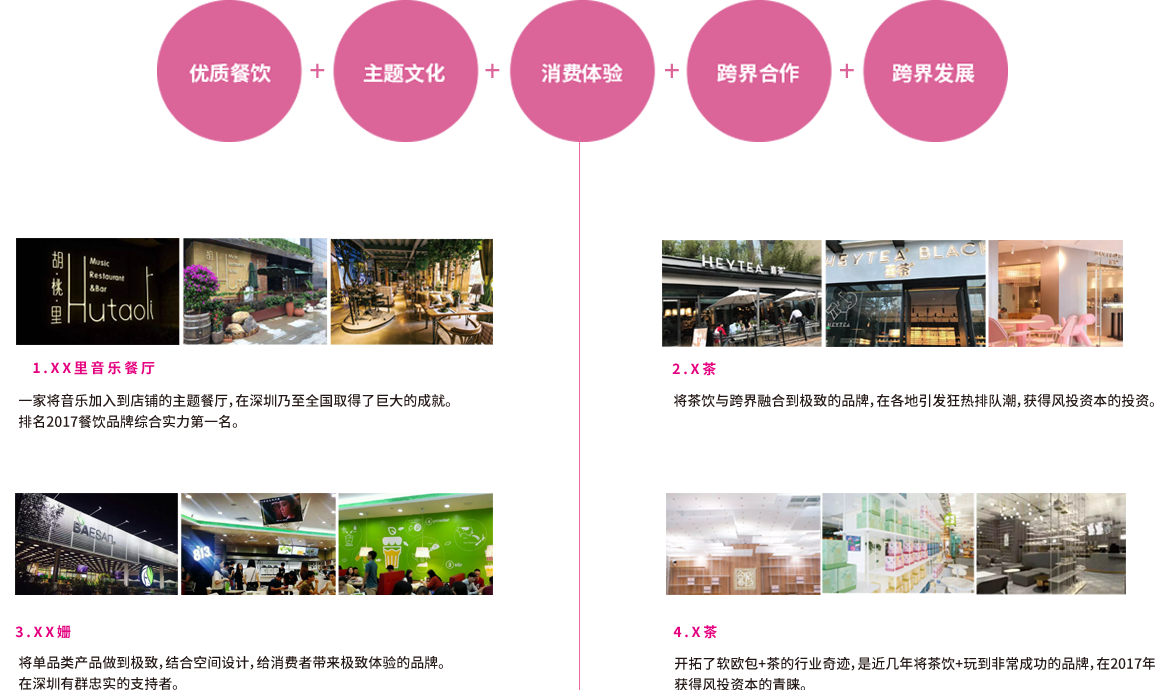 优质餐饮 + 主题文化 + 消费体验 + 跨界合作 + 跨界发展
胡·桃·里
Music
Restaurant
&Bar
Hutaoli
HEYTEA 喜茶
HEYTEA BLACK
喜茶
HEYTEA
1.XX里音乐餐厅
一家将音乐加入到店铺的主题餐厅,在深圳乃至全国取得了巨大的成就。
排名2017餐饮品牌综合实力第一名。
2.X茶
将茶饮与跨界融合到极致的品牌,在各地引发狂热排队潮,获得风投资本的投资。
BAESAN
813
3.XX姗
将单品类产品做到极致,结合空间设计,给消费者带来极致体验的品牌。
在深圳有群忠实的支持者。
4.X茶
开拓了软欧包+茶的行业奇迹,是近几年将茶饮+玩到非常成功的品牌,在2017年
获得风投资本的青睐。